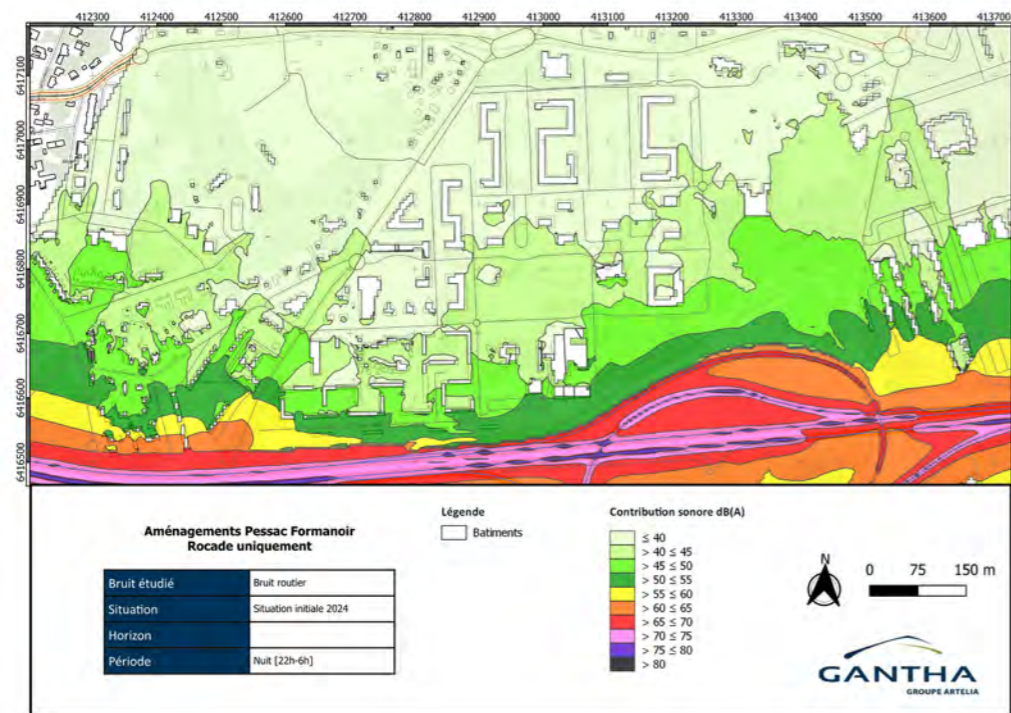 412300 412400 412500 412600 412700 412800 412900 413000 413100 413200 413300 413400 413500 413600 413700
6417100
6417000
6416900
6416800
6416700
6416600
6416500
Aménagements Pessac Formanoir
Rocade uniquement
Bruit étudié Bruit routier
Situation Situation initiale 2024
Horizon
Période Nuit [22h-6h]
Légende
Batiments
Contribution sonore dB(A)
≤ 40
> 40 ≤ 45
> 45 ≤ 50
> 50 ≤ 55
> 55 ≤ 60
> 60 ≤ 65
> 65 ≤ 70
> 70 ≤ 75
> 75 ≤ 80
> 80
N
0 75 150 m
GANTHA
GROUPE ARTELIA